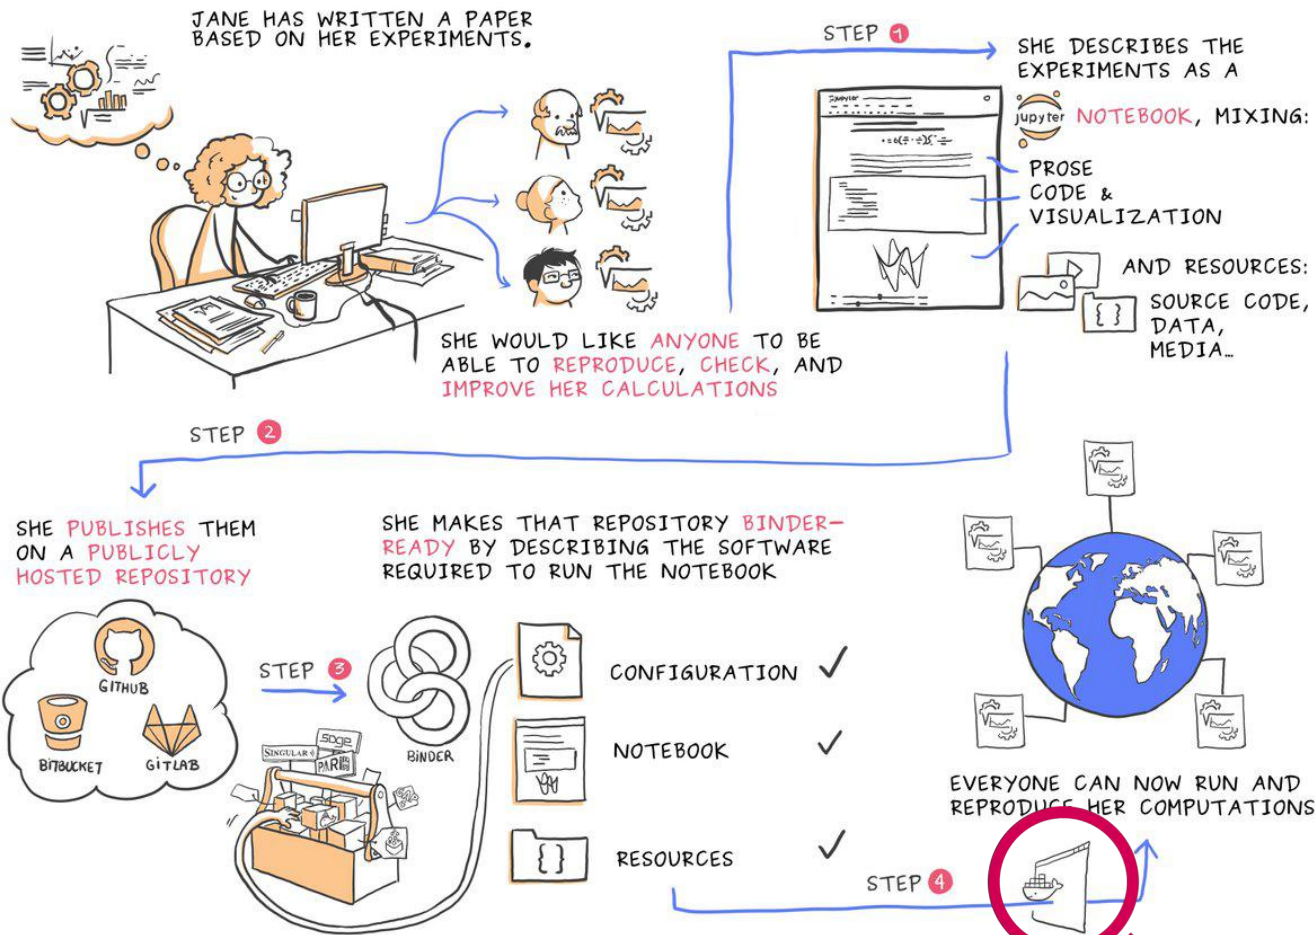 JANE HAS WRITTEN A PAPER
BASED ON HER EXPERIMENTS.
SHE WOULD LIKE ANYONE TO BE
ABLE TO REPRODUCE, CHECK, AND
IMPROVE HER CALCULATIONS
STEP 1
SHE DESCRIBES THE
EXPERIMENTS AS A
jupyter NOTEBOOK, MIXING:
Jupyter
PROSE
CODE &
VISUALIZATION
AND RESOURCES:
{ }
SOURCE CODE,
DATA,
MEDIA...
STEP 2
SHE PUBLISHES THEM
ON A PUBLICLY
HOSTED REPOSITORY
GITHUB
BITBUCKET
GITLAB
STEP 3
SHE MAKES THAT REPOSITORY BINDER-
READY BY DESCRIBING THE SOFTWARE
REQUIRED TO RUN THE NOTEBOOK
BINDER
SINGULAR
sage
PARI
GAP
CONFIGURATION ✓
NOTEBOOK ✓
{ }
RESOURCES ✓
STEP 4
EVERYONE CAN NOW RUN AND
REPRODUCE HER COMPUTATIONS